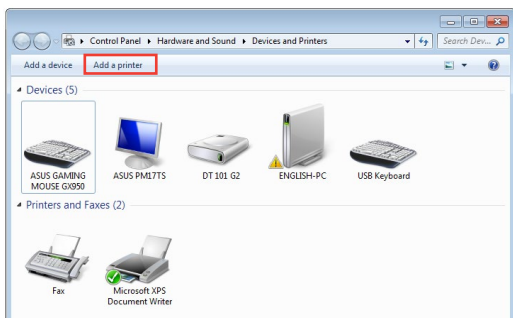 Control Panel ▸ Hardware and Sound ▸ Devices and Printers
Search Dev...
Add a device
Add a printer
Devices (5)
ASUS GAMING
MOUSE GX950
ASUS PM17TS
DT 101 G2
ENGLISH-PC
USB Keyboard
Printers and Faxes (2)
Fax
Microsoft XPS
Document Writer